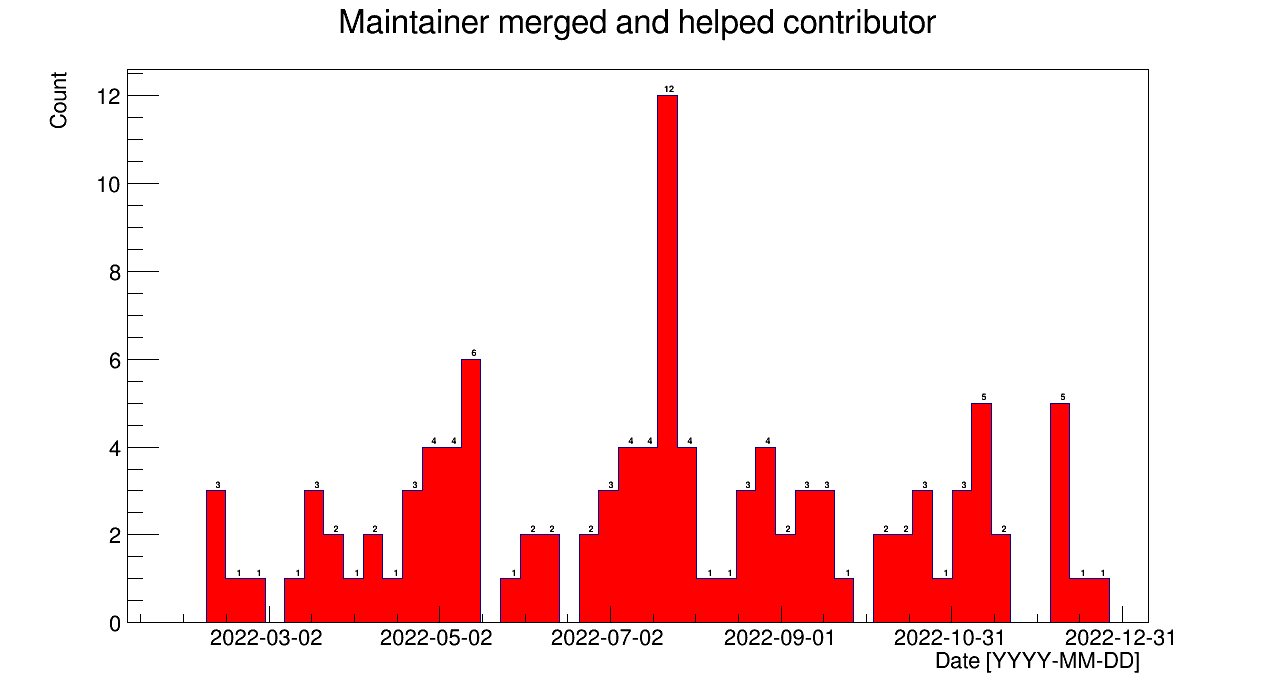 Maintainer merged and helped contributor
Count
12
10
8
6
4
2
0
3 1 1 1 3 2 1 2 1 3 4 4 6 1 2 2 2 3 4 4 12 4 1 1 3 4 2 3 3 1 2 2 3 1 3 5 2 5 1 1
2022-03-02 2022-05-02 2022-07-02 2022-09-01 2022-10-31 2022-12-31
Date [YYYY-MM-DD]